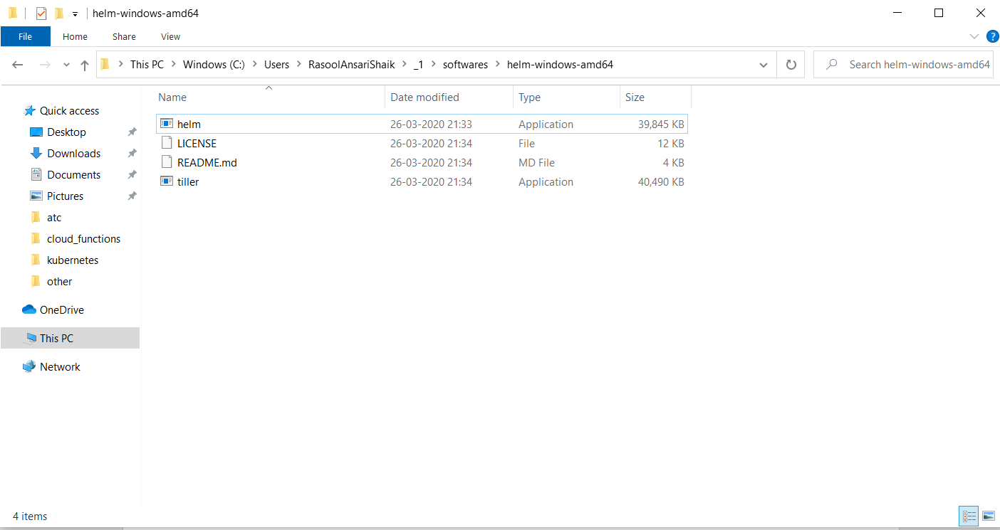 helm-windows-amd64
File Home Share View
This PC Windows (C:) Users RasoolAnsariShaik _1 softwares helm-windows-amd64 Search helm-windows-amd64
Name Date modified Type Size
Quick access
Desktop
Downloads
Documents
Pictures
atc
cloud_functions
kubernetes
other
OneDrive
This PC
Network
helm 26-03-2020 21:33 Application 39,845 KB
LICENSE 26-03-2020 21:34 File 12 KB
README.md 26-03-2020 21:34 MD File 4 KB
tiller 26-03-2020 21:34 Application 40,490 KB
4 items